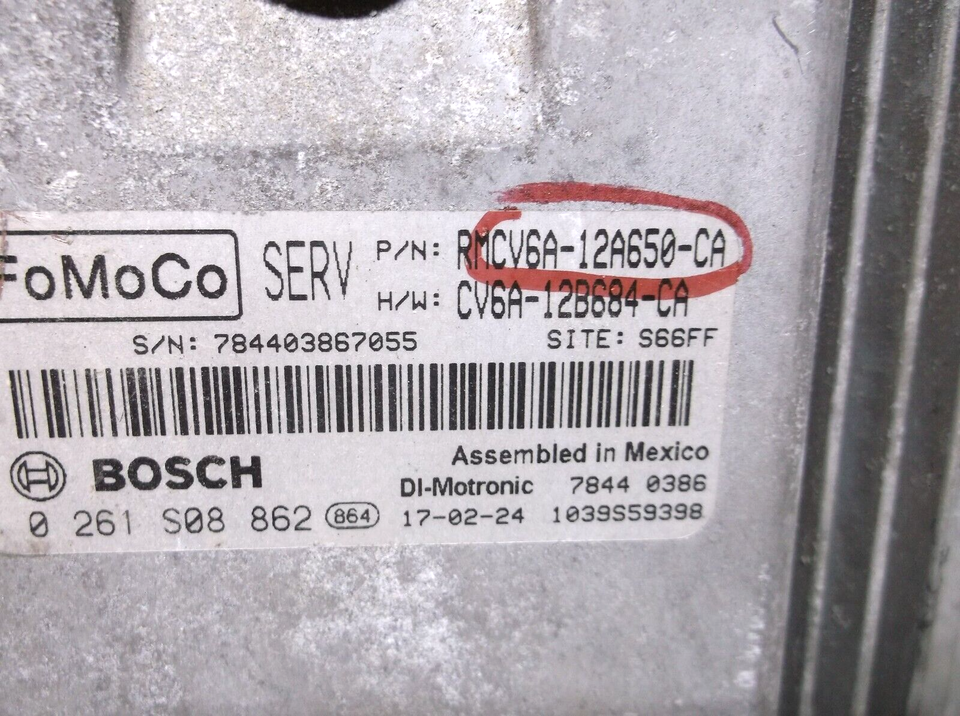 FoMoCo SERV P/N: RMCV6A-12A650-CA
H/W: CV6A-12B684-CA
S/N: 784403867055 SITE: S66FF
Assembled in Mexico
BOSCH DI-Motronic 7844 0386
0 261 S08 862 864 17-02-24 1039S59398